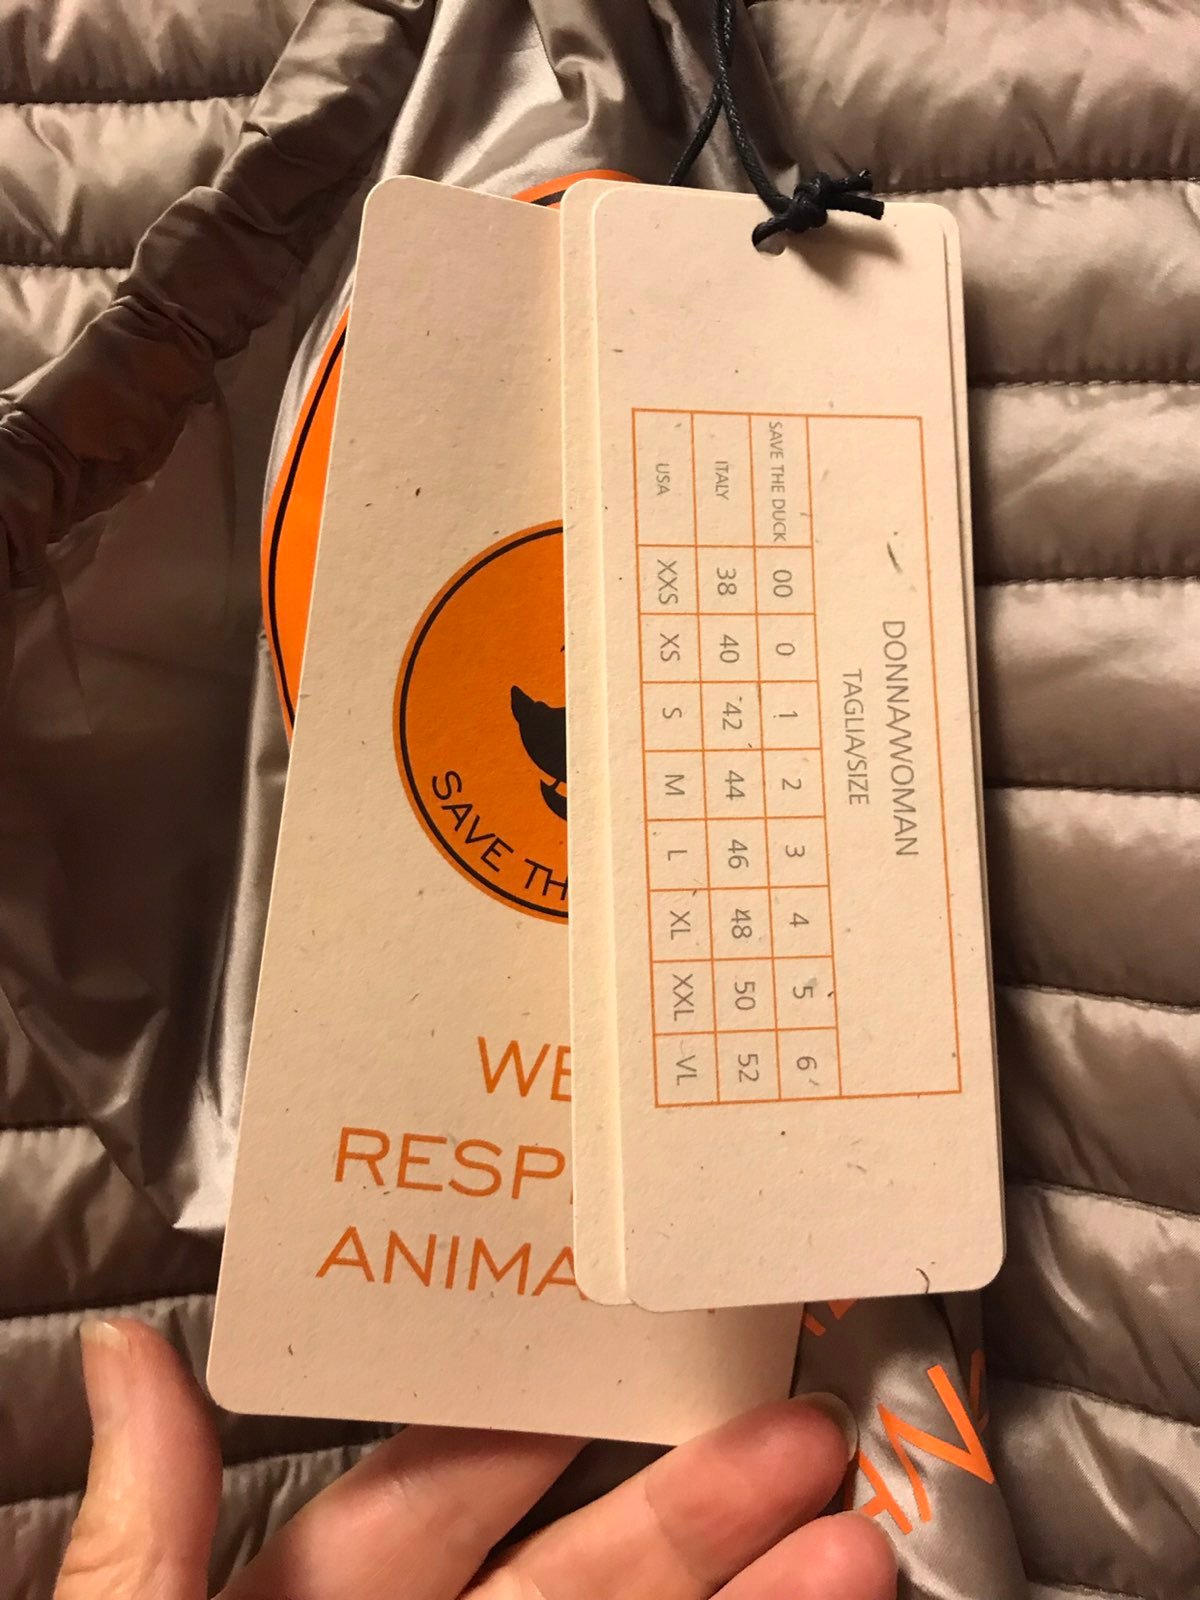 DONNA/WOMAN
TAGLIA/SIZE
SAVE THE DUCK 00 0 1 2 3 4 5 6
ITALY 38 40 42 44 46 48 50 52
USA XXS XS S M L XL XXL VL
SAVE TH
WE
RESP
ANIMA
AN